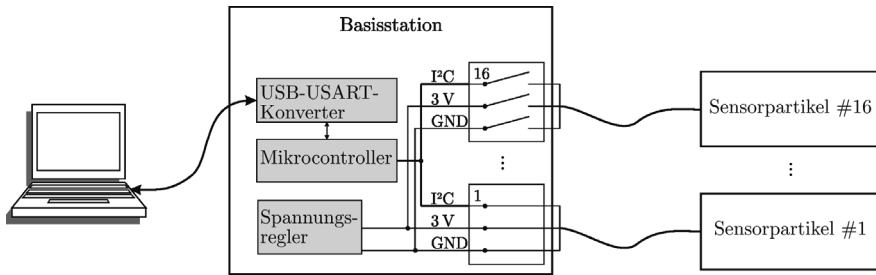 Basisstation
USB-USART-
Konverter
Mikrocontroller
Spannungs-
regler
I²C
3 V
GND
16
⋮
I²C
3 V
GND
1
Sensorpartikel #16
⋮
Sensorpartikel #1